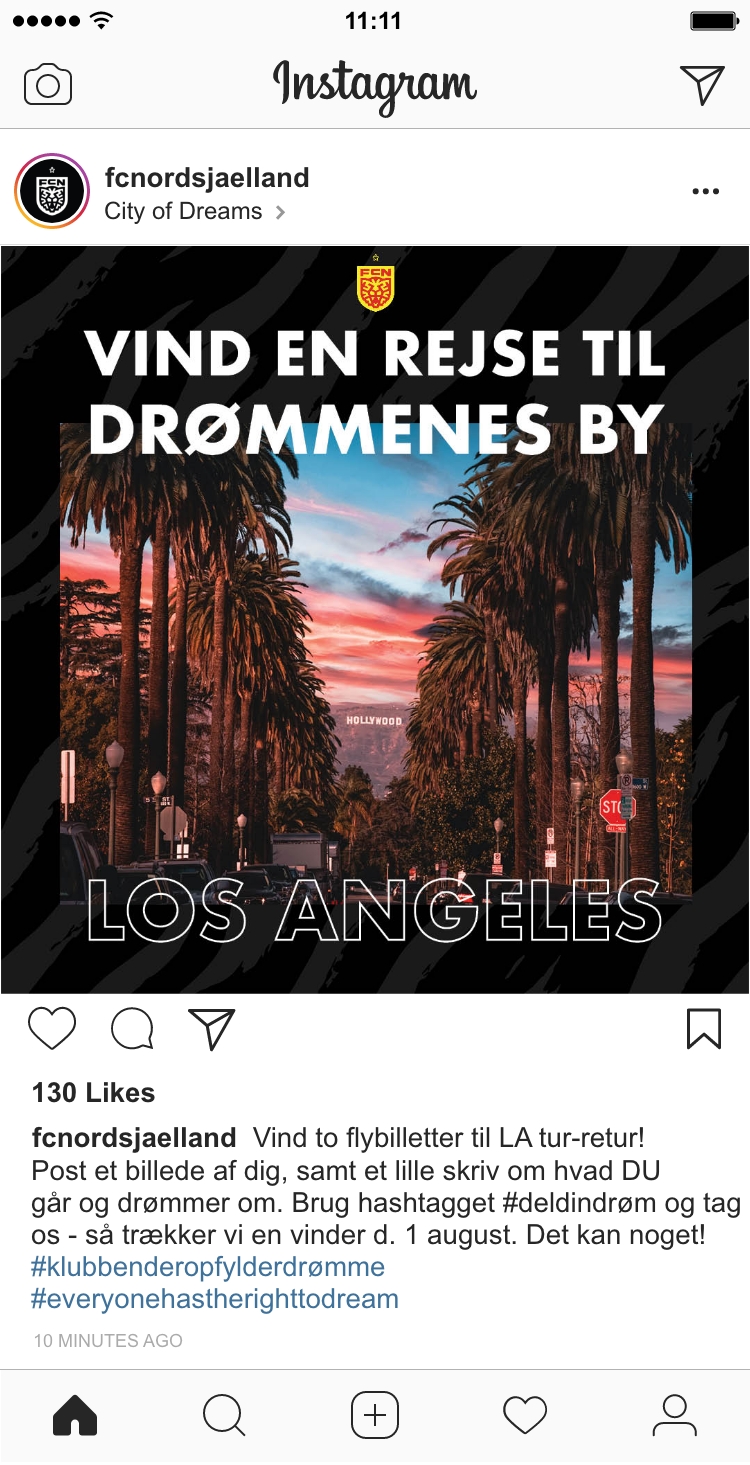 11:11
Instagram
FCN
fcnordsjaelland
City of Dreams
FCN
VIND EN REJSE TIL
DRØMMENES BY
HOLLYWOOD
LOS ANGELES
130 Likes
fcnordsjaelland Vind to flybilletter til LA tur-retur!
Post et billede af dig, samt et lille skriv om hvad DU
går og drømmer om. Brug hashtagget #deldindrøm og tag
os - så trækker vi en vinder d. 1 august. Det kan noget!
#klubbenderopfylderdrømme
#everyonehastherighttodream
10 MINUTES AGO